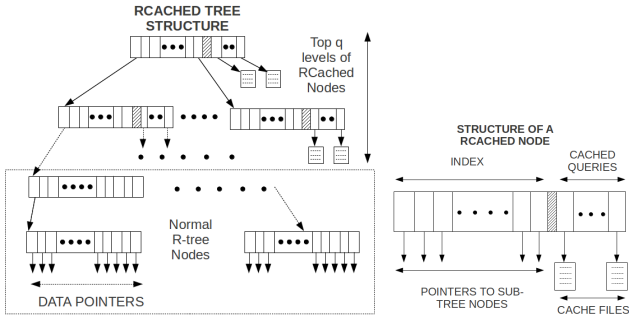 RCACHED TREE
STRUCTURE
Top q
levels of
RCached
Nodes
Normal
R-tree
Nodes
DATA POINTERS
STRUCTURE OF A
RCACHED NODE
INDEX
CACHED
QUERIES
POINTERS TO SUB-
TREE NODES
CACHE FILES